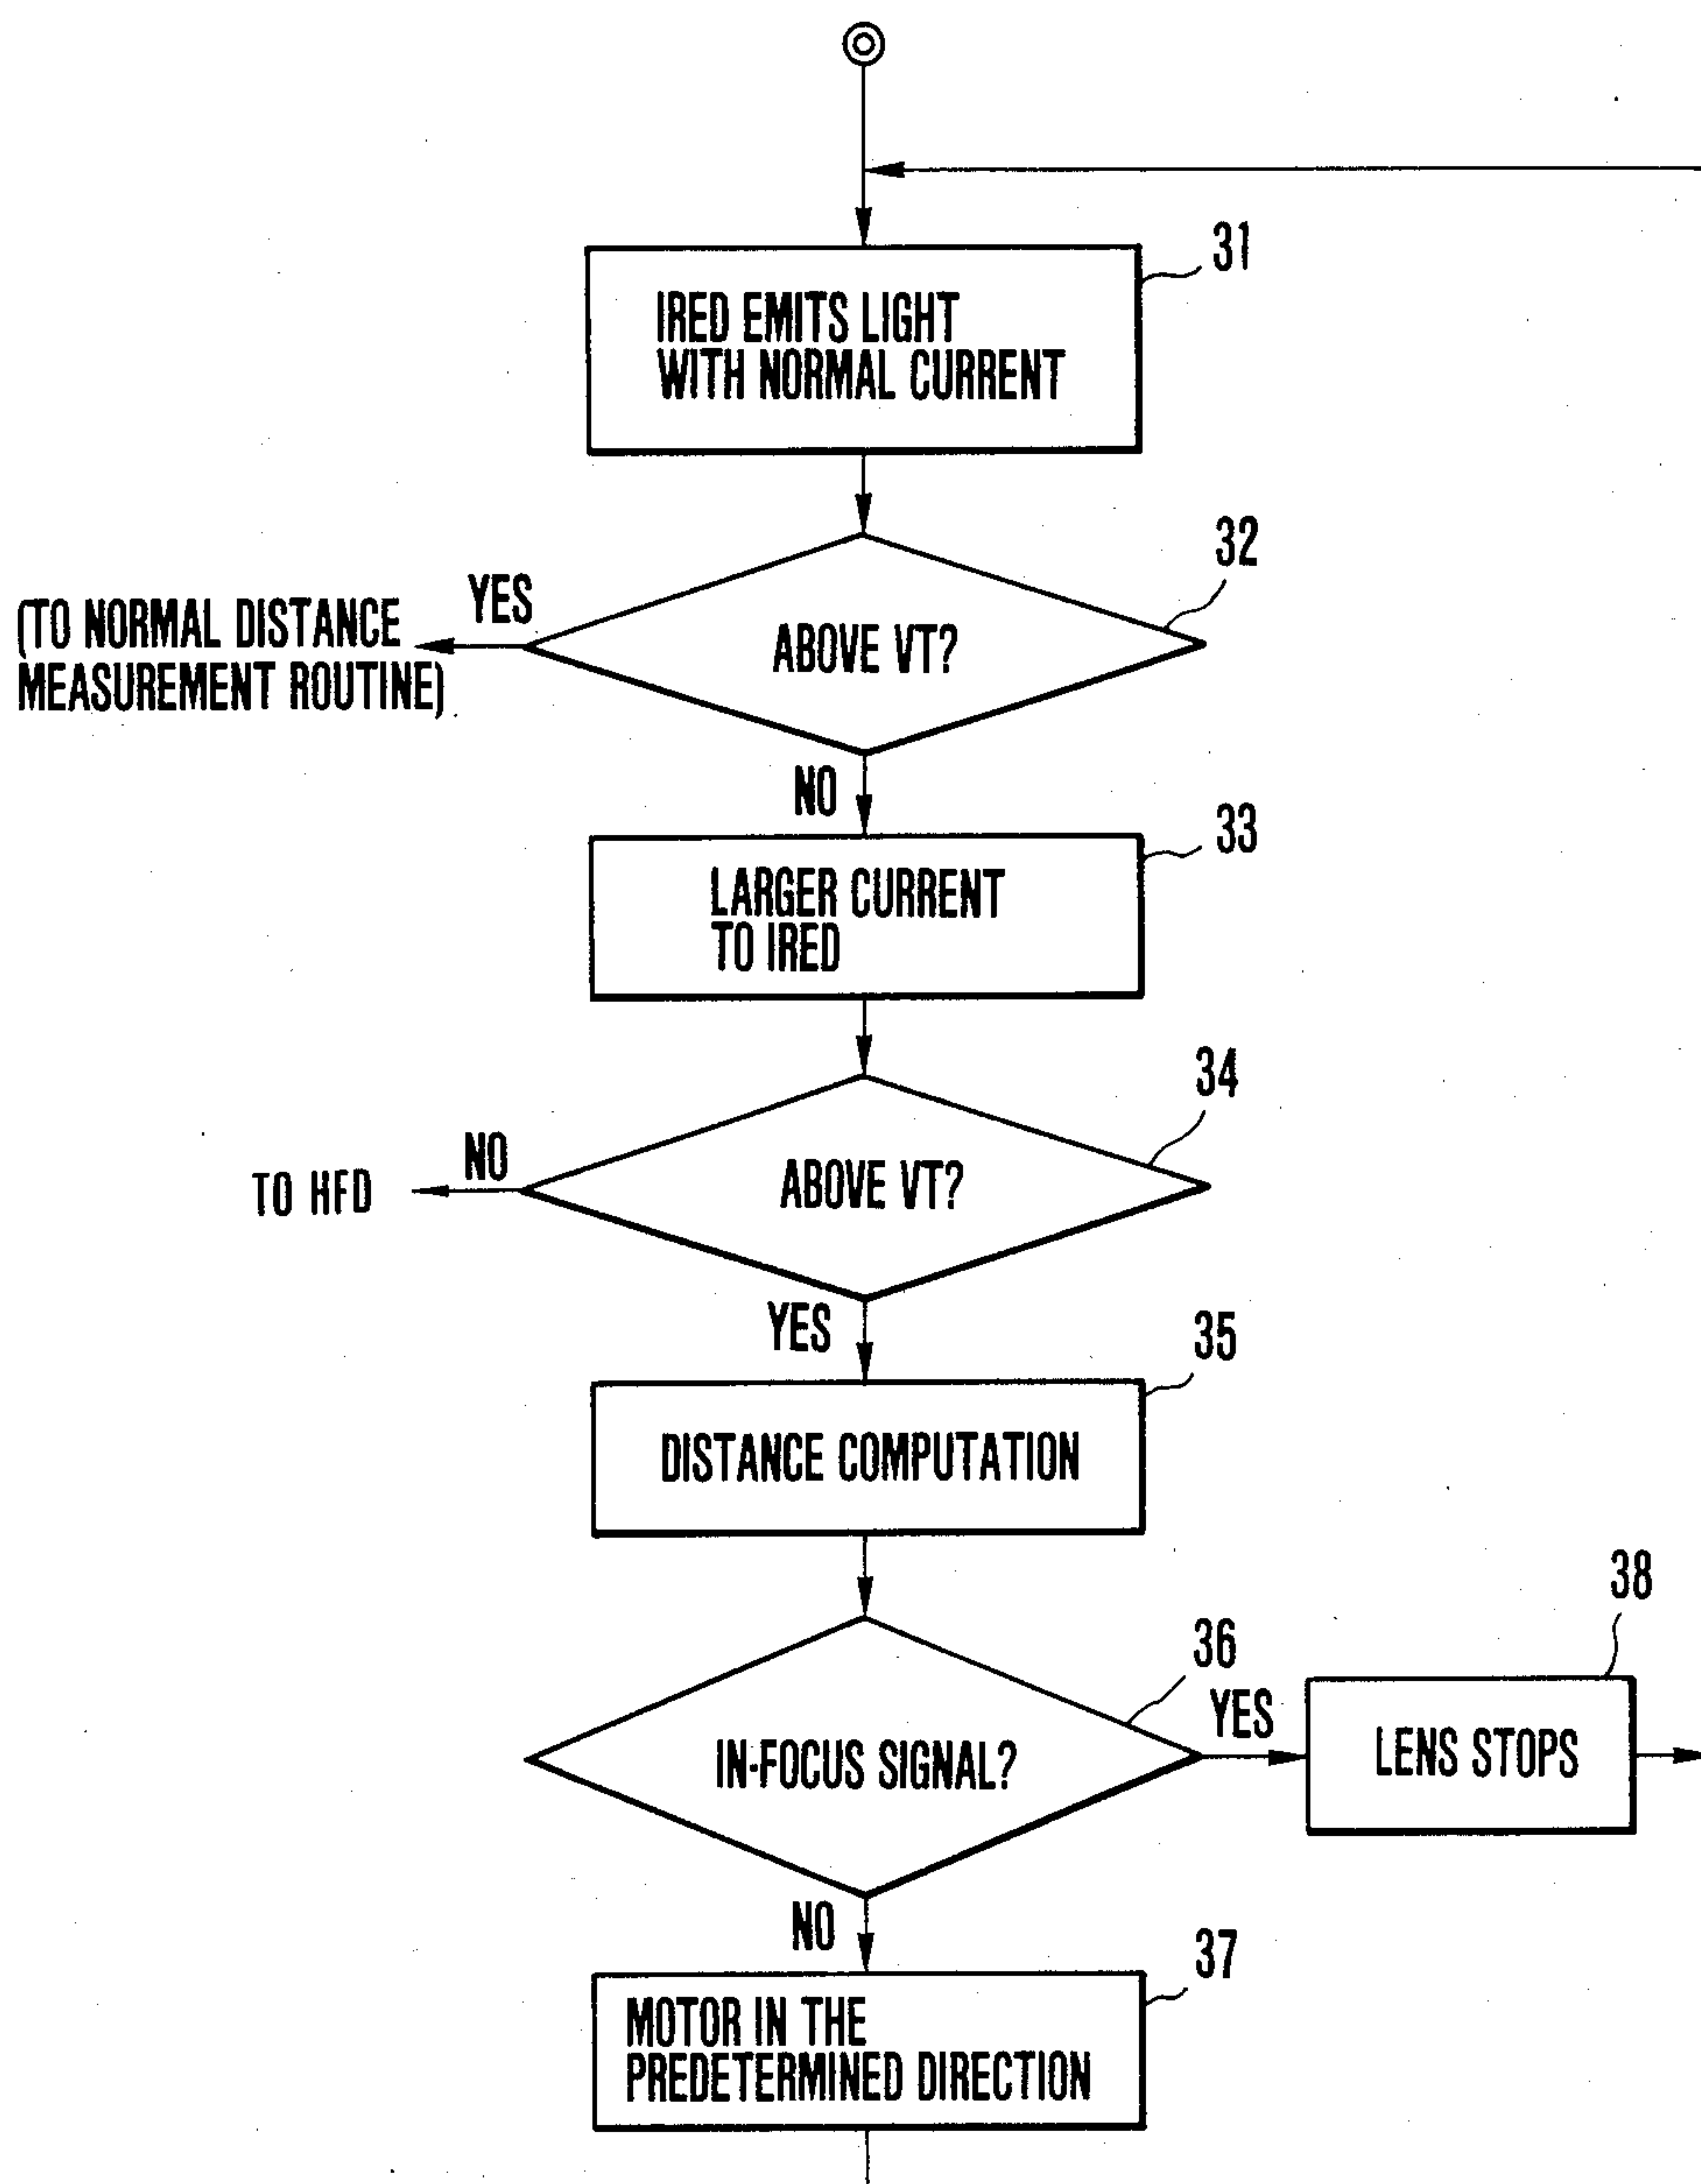 31
IRED EMITS LIGHT
WITH NORMAL CURRENT
32
YES
(TO NORMAL DISTANCE
MEASUREMENT ROUTINE)
ABOVE VT?
NO
33
LARGER CURRENT
TO IRED
34
NO
TO HFD
ABOVE VT?
YES
35
DISTANCE COMPUTATION
36
38
YES
IN-FOCUS SIGNAL?
LENS STOPS
NO
37
MOTOR IN THE
PREDETERMINED DIRECTION